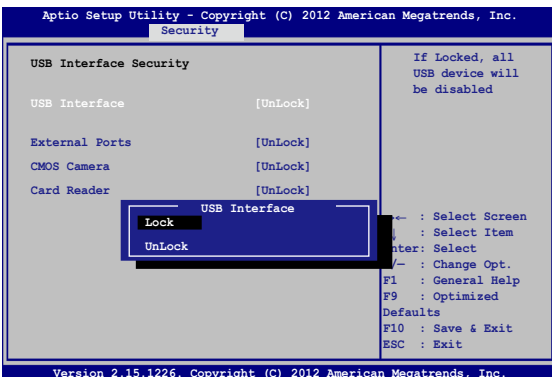 Aptio Setup Utility - Copyright (C) 2012 American Megatrends, Inc.
Security
USB Interface Security
USB Interface [UnLock]
External Ports [UnLock]
CMOS Camera [UnLock]
Card Reader [UnLock]
USB Interface
Lock
UnLock
If Locked, all
USB device will
be disabled
→← : Select Screen
↓ : Select Item
nter: Select
/— : Change Opt.
F1 : General Help
F9 : Optimized
Defaults
F10 : Save & Exit
ESC : Exit
Version 2.15.1226. Copyright (C) 2012 American Megatrends, Inc.